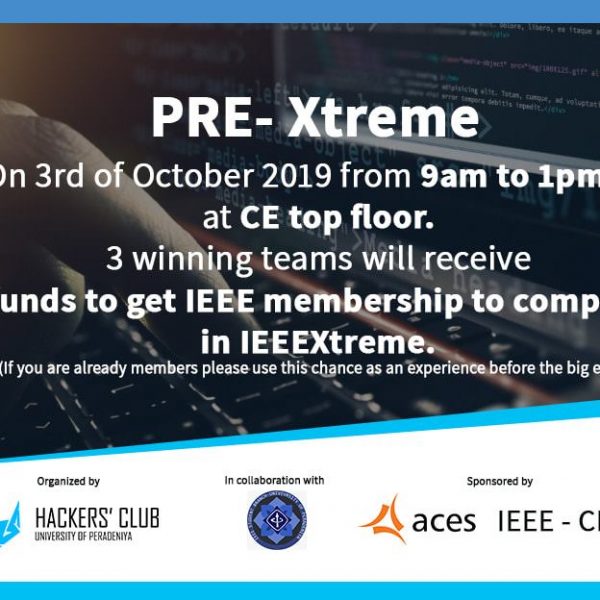 PRE- Xtreme
On 3rd of October 2019 from 9am to 1pm
at CE top floor.
3 winning teams will receive
funds to get IEEE membership to comp
in IEEEXtreme.
(If you are already members please use this chance as an experience before the big e
Organized by
In collaboration with
Sponsored by
HACKERS' CLUB
UNIVERSITY OF PERADENIYA
aces IEEE - C